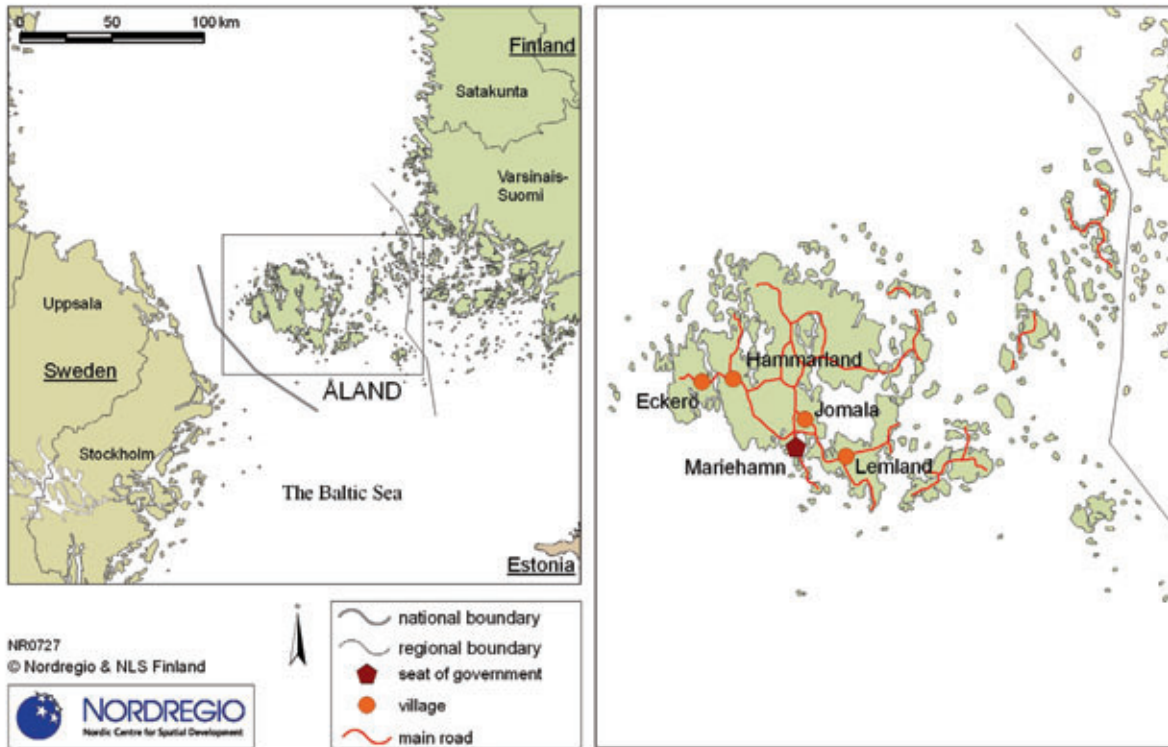 0 50 100 km
Finland
Satakunta
Varsinais-
Suomi
Uppsala
Sweden
ÅLAND
Stockholm
The Baltic Sea
Estonia
Hammarland
Eckerö
Jomala
Mariehamn
Lemland
NR0727
© Nordregio & NLS Finland
NORDREGIO
Nordic Centre for Spatial Development
national boundary
regional boundary
seat of government
village
main road